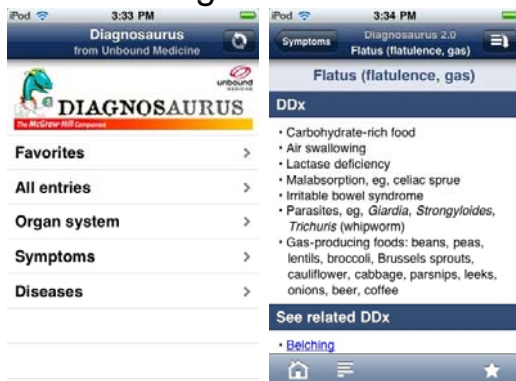 iPod 3:33 PM
Diagnosaurus
from Unbound Medicine
unbound
MEDICINE
DIAGNOSAURUS
The McGraw-Hill Companies
Favorites
All entries
Organ system
Symptoms
Diseases
iPod 3:34 PM
Symptoms
Diagnosaurus 2.0
Flatus (flatulence, gas)
Flatus (flatulence, gas)
DDx
• Carbohydrate-rich food
• Air swallowing
• Lactase deficiency
• Malabsorption, eg, celiac sprue
• Irritable bowel syndrome
• Parasites, eg, Giardia, Strongyloides,
Trichuris (whipworm)
• Gas-producing foods: beans, peas,
lentils, broccoli, Brussels sprouts,
cauliflower, cabbage, parsnips, leeks,
onions, beer, coffee
See related DDx
• Belching